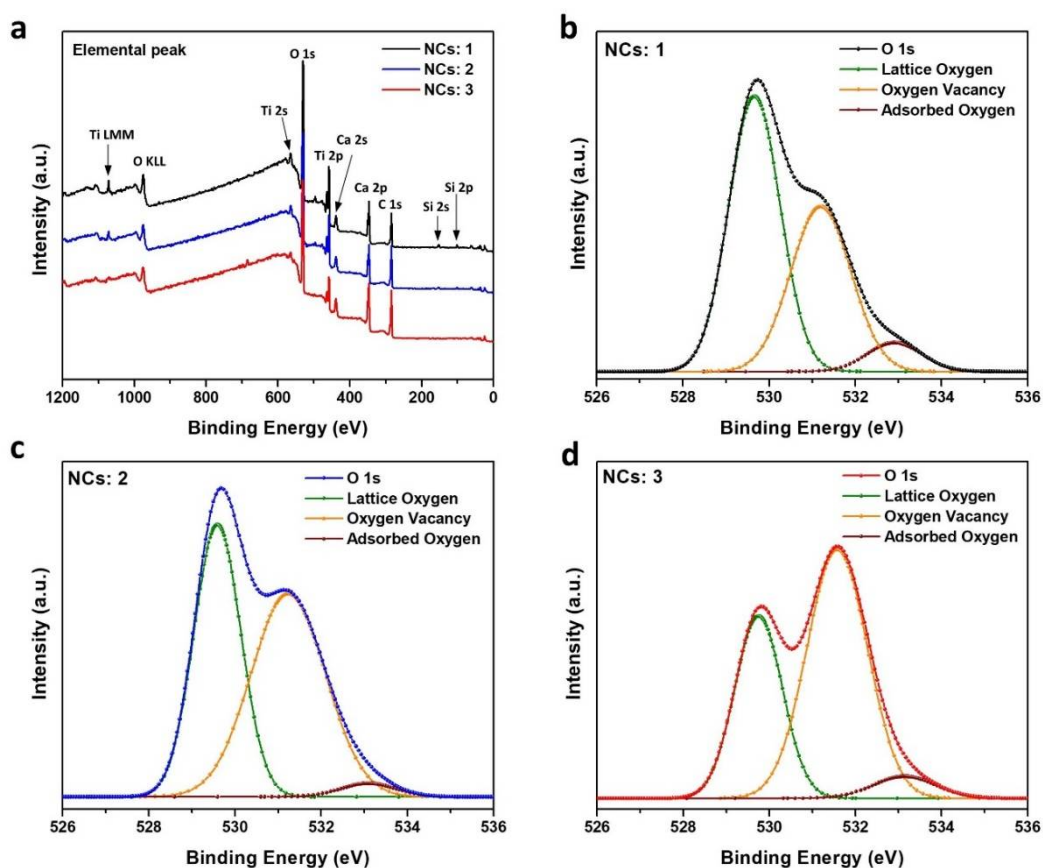 a
Elemental peak
O 1s
NCs: 1
NCs: 2
NCs: 3
Ti 2s
Ti LMM
O KLL
Ti 2p
Ca 2s
Ca 2p
C 1s
Si 2s
Si 2p
Intensity (a.u.)
1200 1000 800 600 400 200 0
Binding Energy (eV)
b
NCs: 1
O 1s
Lattice Oxygen
Oxygen Vacancy
Adsorbed Oxygen
Intensity (a.u.)
526 528 530 532 534 536
Binding Energy (eV)
c
NCs: 2
O 1s
Lattice Oxygen
Oxygen Vacancy
Adsorbed Oxygen
Intensity (a.u.)
526 528 530 532 534 536
Binding Energy (eV)
d
NCs: 3
O 1s
Lattice Oxygen
Oxygen Vacancy
Adsorbed Oxygen
Intensity (a.u.)
526 528 530 532 534 536
Binding Energy (eV)